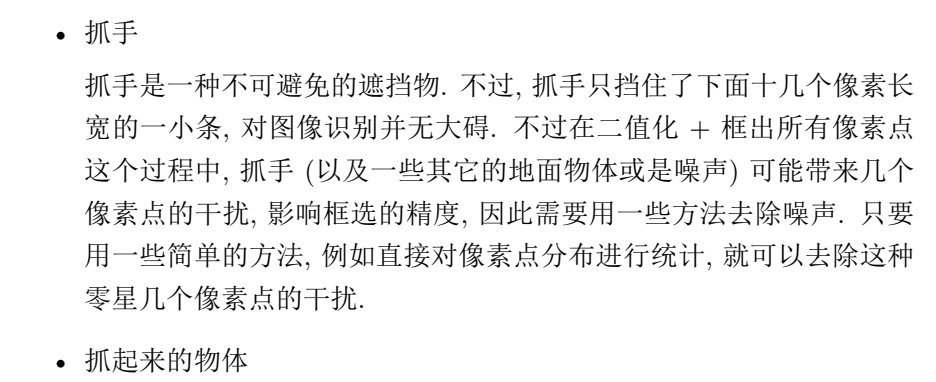 • 抓手
抓手是一种不可避免的遮挡物. 不过, 抓手只挡住了下面十几个像素长
宽的一小条, 对图像识别并无大碍. 不过在二值化 + 框出所有像素点
这个过程中, 抓手 (以及一些其它的地面物体或是噪声) 可能带来几个
像素点的干扰, 影响框选的精度, 因此需要用一些方法去除噪声. 只要
用一些简单的方法, 例如直接对像素点分布进行统计, 就可以去除这种
零星几个像素点的干扰.
• 抓起来的物体